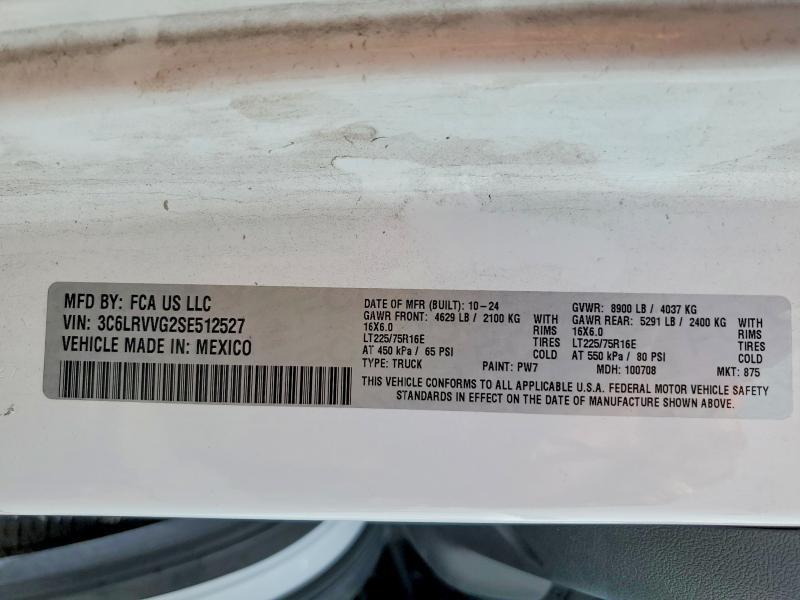 MFD BY: FCA US LLC
VIN: 3C6LRVVG2SE512527
VEHICLE MADE IN: MEXICO
DATE OF MFR (BUILT): 10-24
GAWR FRONT: 4629 LB / 2100 KG WITH
16X6.0 RIMS
LT225/75R16E TIRES
AT 450 kPa / 65 PSI COLD
TYPE: TRUCK PAINT: PW7
GVWR: 8900 LB / 4037 KG
GAWR REAR: 5291 LB / 2400 KG WITH
16X6.0 RIMS
LT225/75R16E TIRES
AT 550 kPa / 80 PSI COLD
MDH: 100708 MKT: 875
THIS VEHICLE CONFORMS TO ALL APPLICABLE U.S.A. FEDERAL MOTOR VEHICLE SAFETY
STANDARDS IN EFFECT ON THE DATE OF MANUFACTURE SHOWN ABOVE.